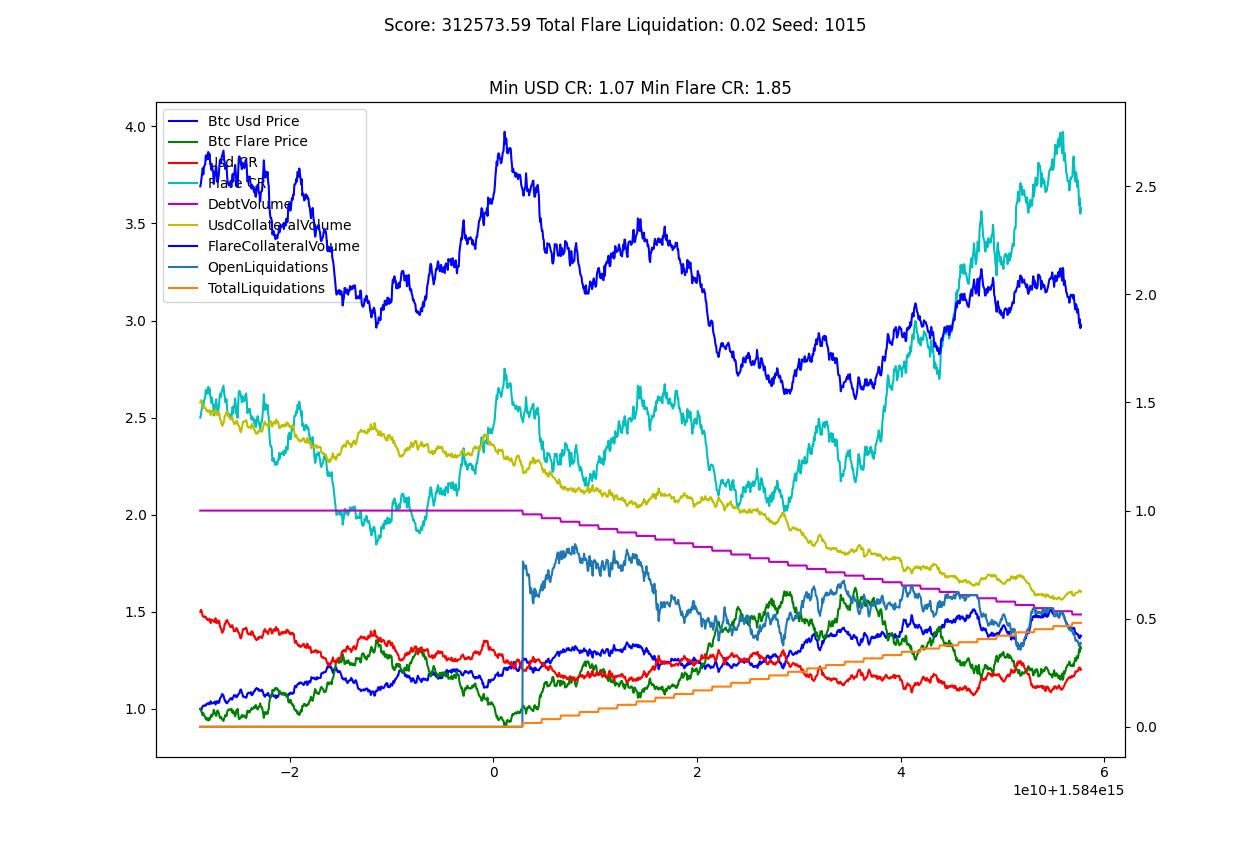 Score: 312573.59 Total Flare Liquidation: 0.02 Seed: 1015
Min USD CR: 1.07 Min Flare CR: 1.85
Btc Usd Price
Btc Flare Price
Usd CR
Flare CR
DebtVolume
UsdCollateralVolume
FlareCollateralVolume
OpenLiquidations
TotalLiquidations
4.0
3.5
3.0
2.5
2.0
1.5
1.0
2.5
2.0
1.5
1.0
0.5
0.0
−2
0
2
4
6
1e10+1.584e15